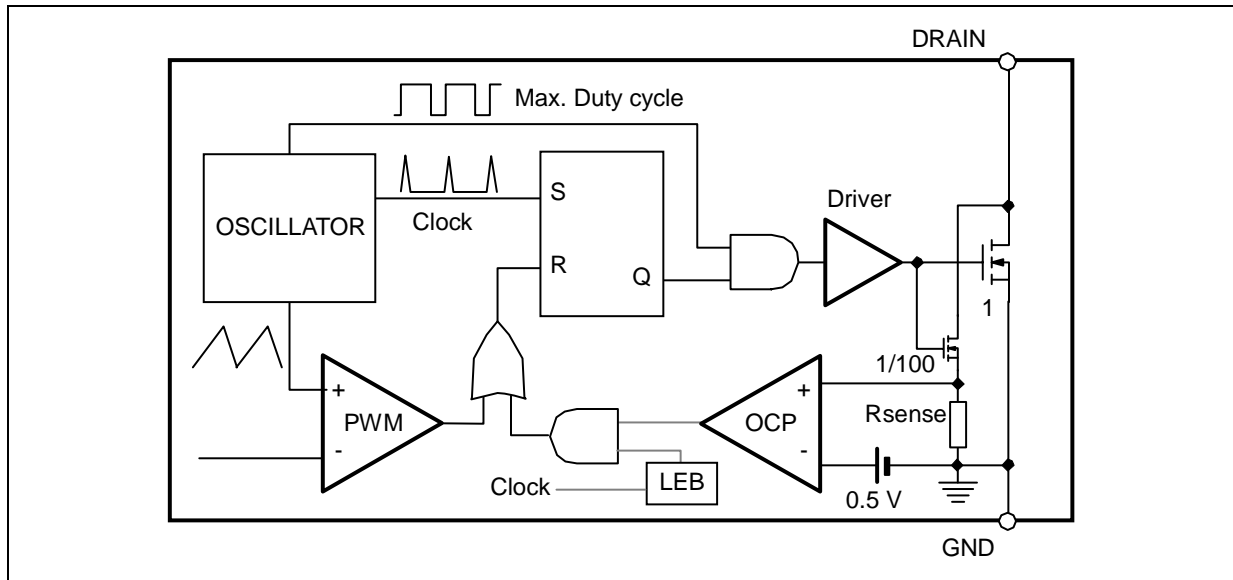 DRAIN
Max. Duty cycle
OSCILLATOR
Clock
S
R
Q
Driver
1
1/100
+
-
PWM
+
-
OCP
Rsense
LEB
Clock
0.5 V
GND